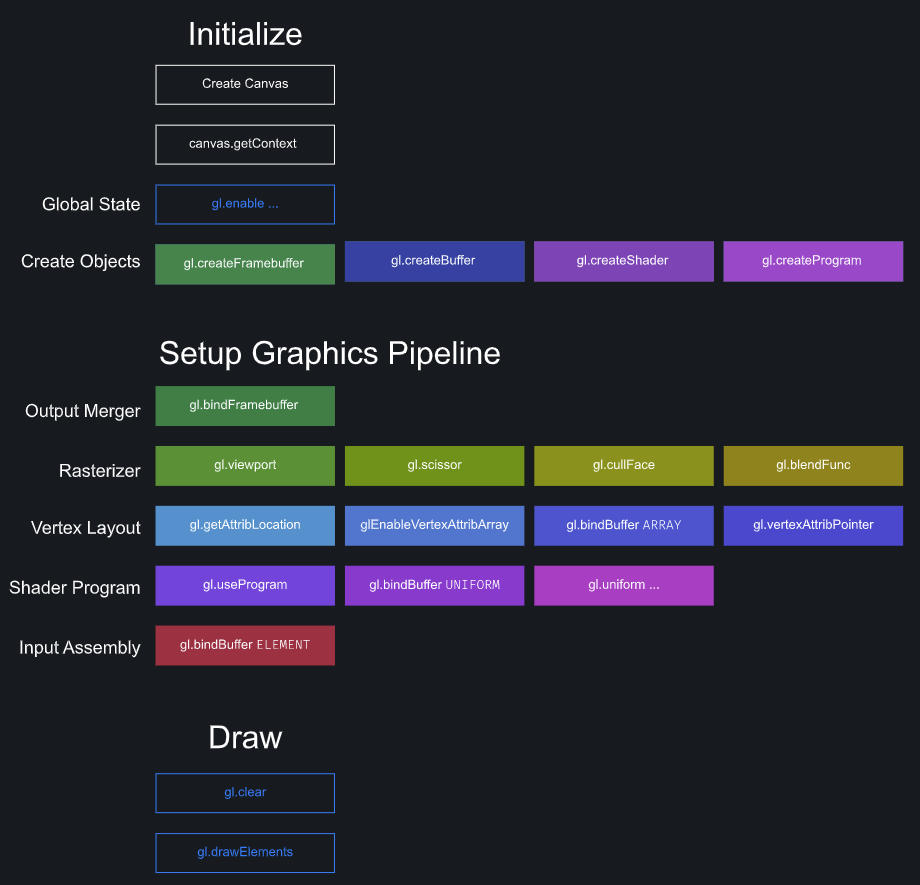 Initialize
Create Canvas
canvas.getContext
Global State
gl.enable ...
Create Objects
gl.createFramebuffer
gl.createBuffer
gl.createShader
gl.createProgram
Setup Graphics Pipeline
Output Merger
gl.bindFramebuffer
Rasterizer
gl.viewport
gl.scissor
gl.cullFace
gl.blendFunc
Vertex Layout
gl.getAttribLocation
glEnableVertexAttribArray
gl.bindBuffer ARRAY
gl.vertexAttribPointer
Shader Program
gl.useProgram
gl.bindBuffer UNIFORM
gl.uniform ...
Input Assembly
gl.bindBuffer ELEMENT
Draw
gl.clear
gl.drawElements